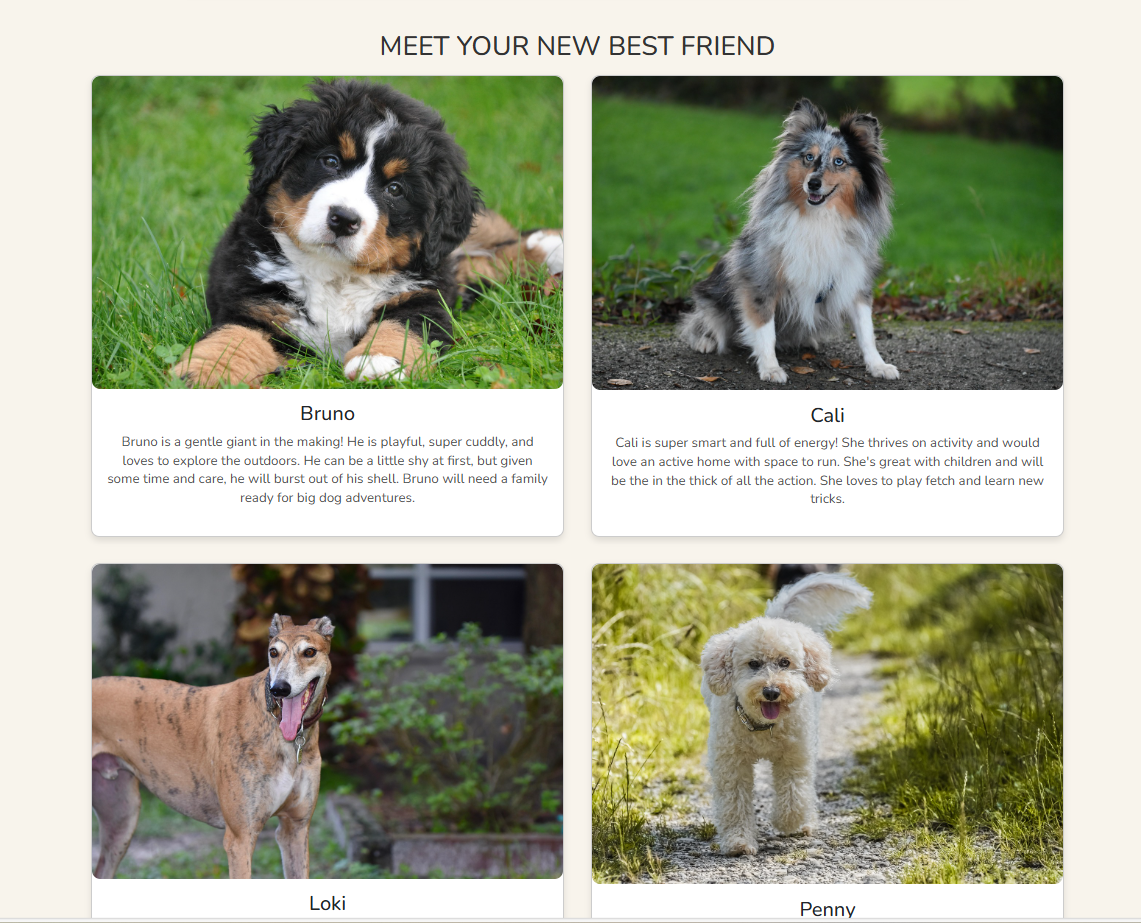 MEET YOUR NEW BEST FRIEND
Bruno
Bruno is a gentle giant in the making! He is playful, super cuddly, and
loves to explore the outdoors. He can be a little shy at first, but given
some time and care, he will burst out of his shell. Bruno will need a family
ready for big dog adventures.
Cali
Cali is super smart and full of energy! She thrives on activity and would
love an active home with space to run. She's great with children and will
be the in the thick of all the action. She loves to play fetch and learn new
tricks.
Loki
Penny